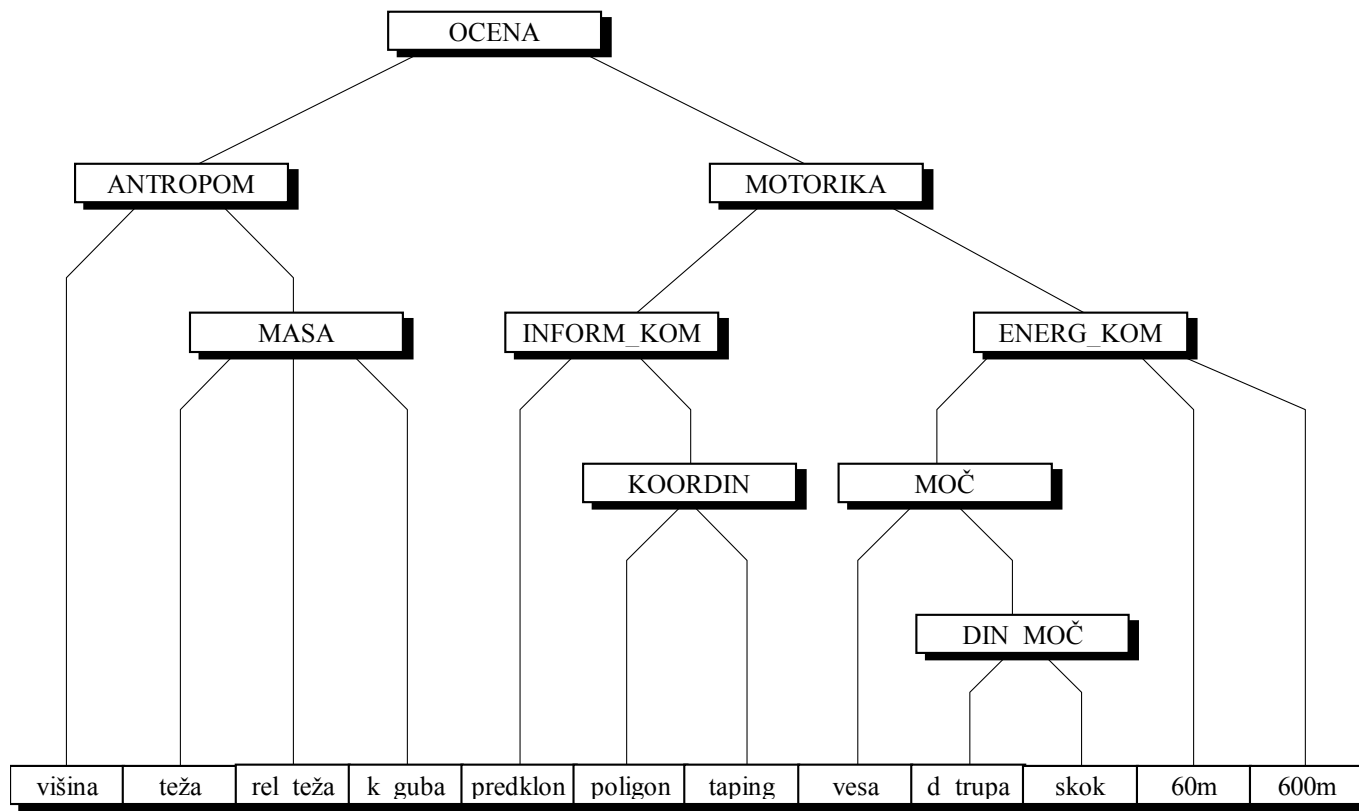 OCENA
ANTROPOM MOTORIKA
MASA INFORM_KOM ENERG_KOM
KOORDIN MOČ
DIN_MOČ
višina teža rel_teža k_guba predklon poligon taping vesa d_trupa skok 60m 600m